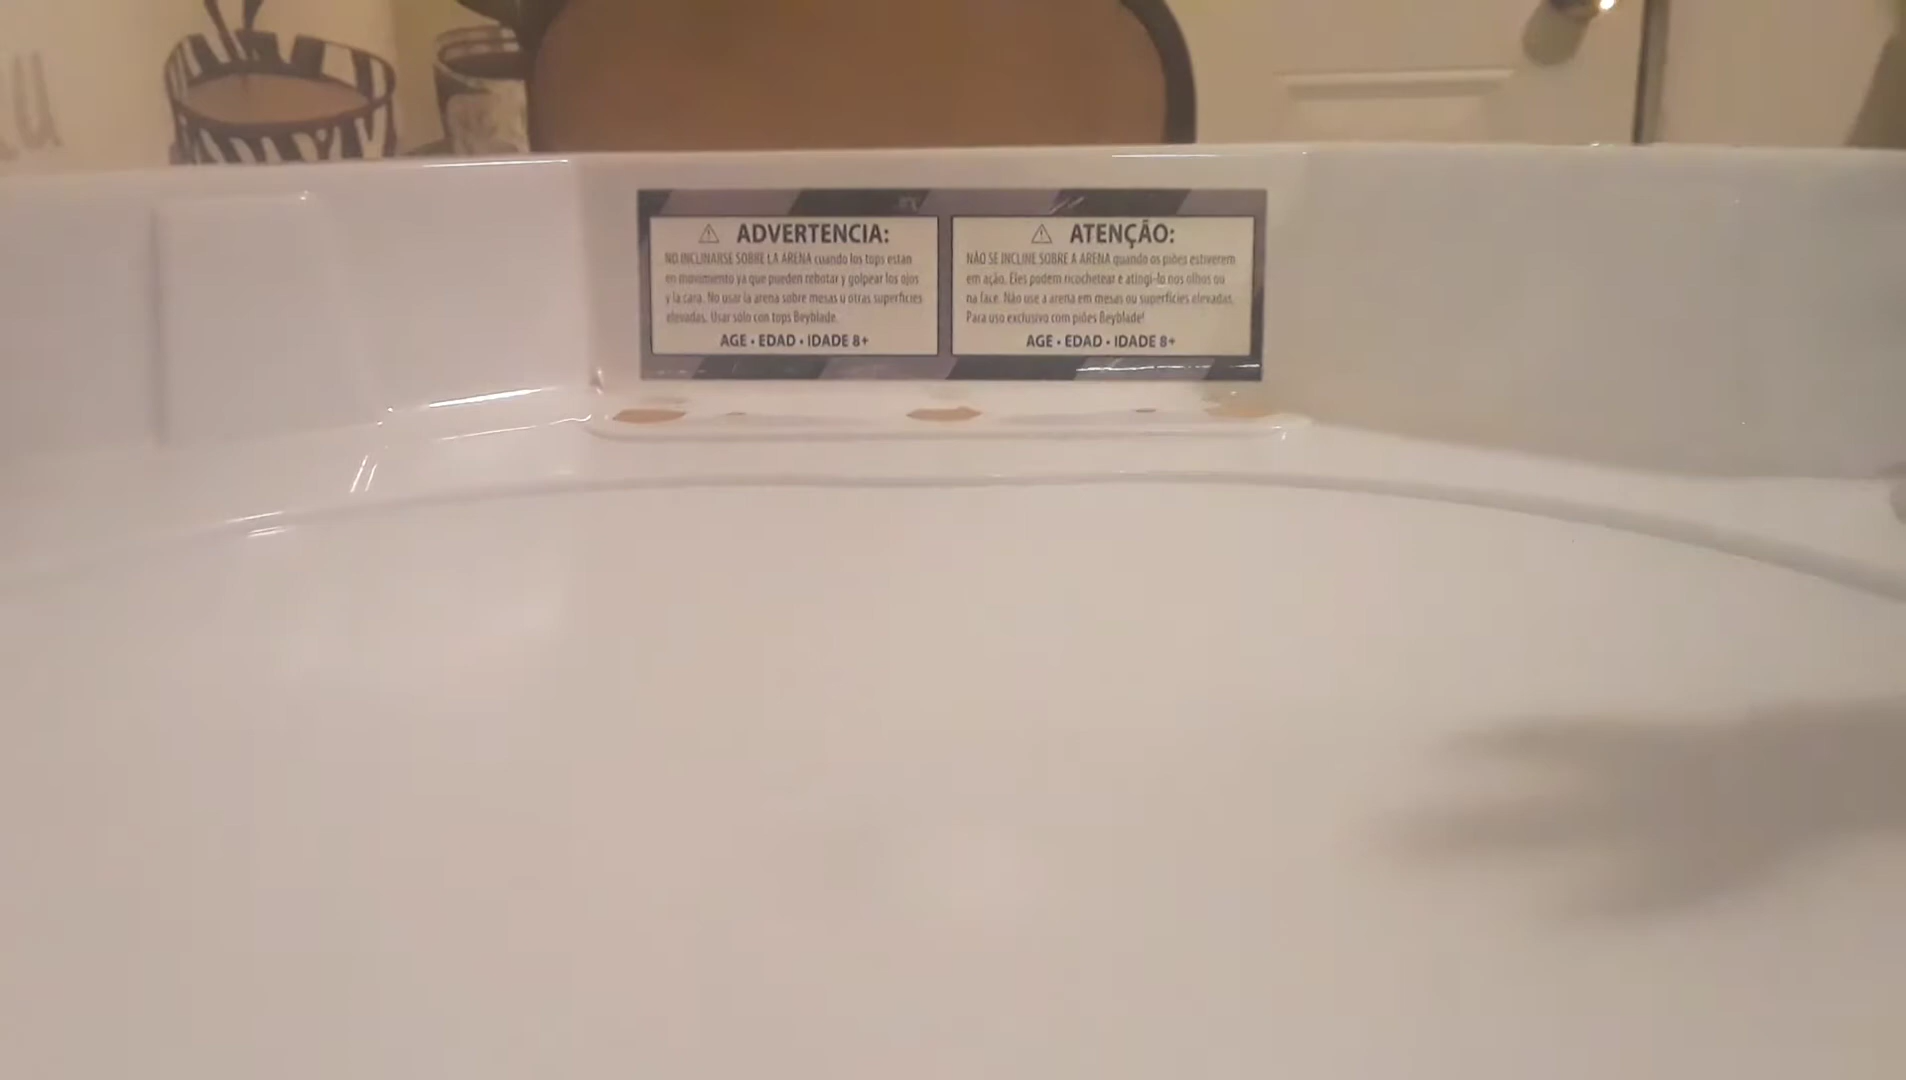 ADVERTENCIA:
NO INCLINARSE SOBRE LA ARENA cuando los tops estan
en movimiento ya que pueden rebotar y golpear los ojos
y la cara. No usar la arena sobre mesas u otras superficies
elevadas. Usar solo con tops Beyblade.
AGE • EDAD • IDADE 8+
ATENÇÃO:
NÃO SE INCLINE SOBRE A ARENA quando os piões estiverem
em ação. Eles podem ricochetear e atingi-lo nos olhos ou
na face. Não use a arena em mesas ou superfícies elevadas.
Para uso exclusivo com piões Beyblade!
AGE • EDAD • IDADE 8+